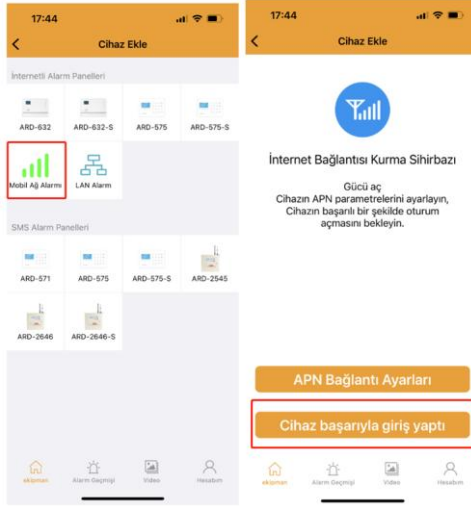 17:44
Cihaz Ekle
İnternetli Alarm Panelleri
ARD-632
ARD-632-S
ARD-575
ARD-575-S
Mobil Ağ Alarmı
LAN Alarm
SMS Alarm Panelleri
ARD-571
ARD-575
ARD-575-S
ARD-2545
ARD-2646
ARD-2646-S
ekipman
Alarm Geçmişi
Video
Hesabım
17:44
Cihaz Ekle
İnternet Bağlantısı Kurma Sihirbazı
Gücü aç
Cihazın APN parametrelerini ayarlayın,
Cihazın başarılı bir şekilde oturum
açmasını bekleyin.
APN Bağlantı Ayarları
Cihaz başarıyla giriş yaptı
ekipman
Alarm Geçmişi
Video
Hesabım